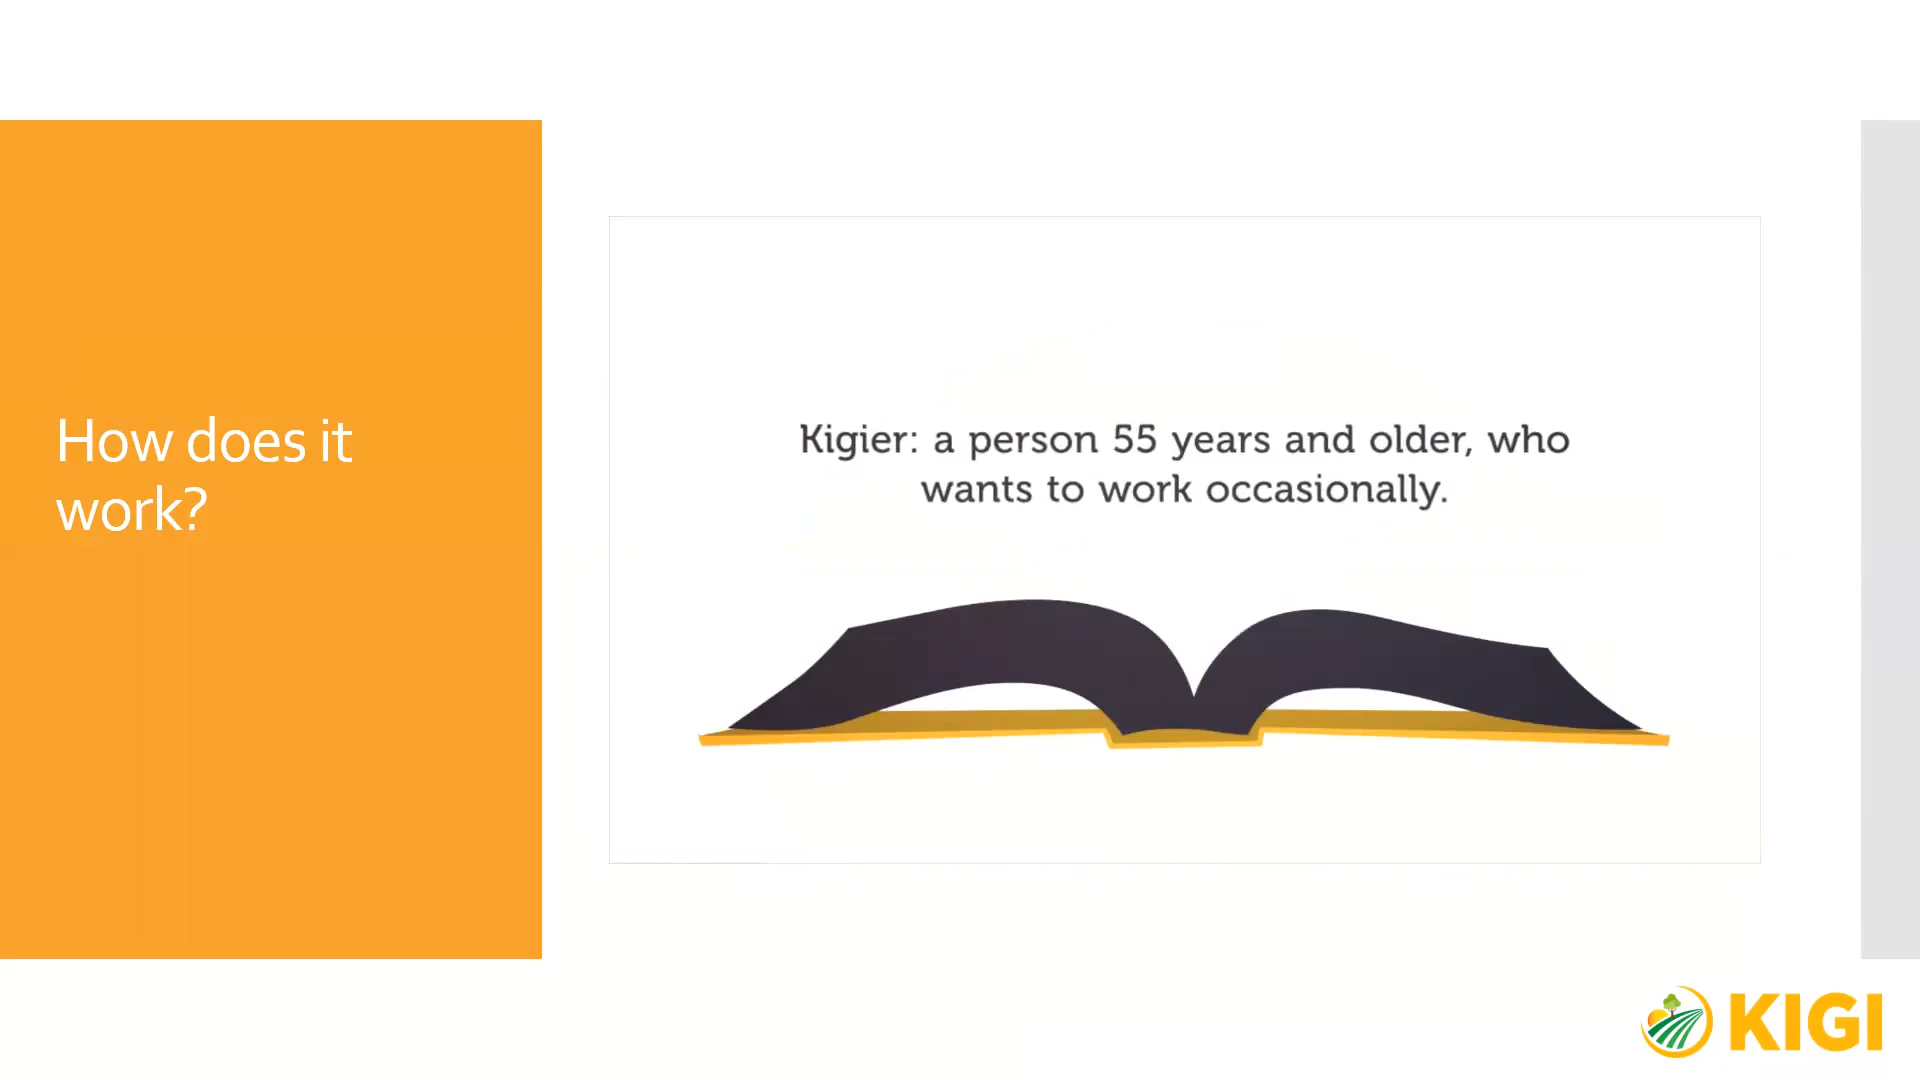 How does it
work?
Kigier: a person 55 years and older, who
wants to work occasionally.
KIGI